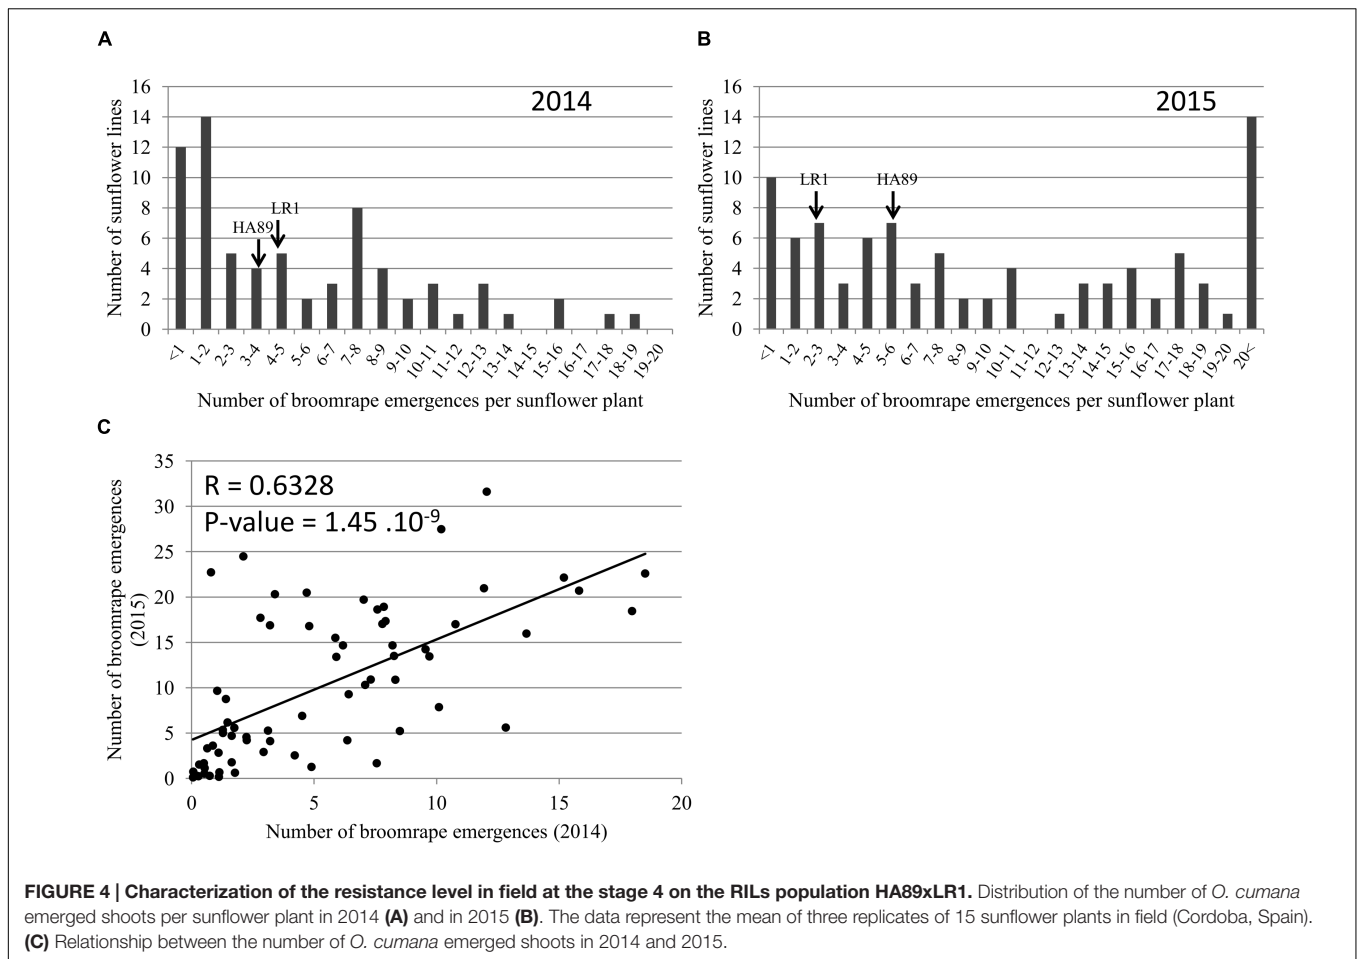 A
2014
16
14
12
10
8
6
4
2
0
Number of sunflower lines
HA89
LR1
<1 1-2 2-3 3-4 4-5 5-6 6-7 7-8 8-9 9-10 10-11 11-12 12-13 13-14 14-15 15-16 16-17 17-18 18-19 19-20
Number of broomrape emergences per sunflower plant
B
2015
16
14
12
10
8
6
4
2
0
Number of sunflower lines
LR1
HA89
<1 1-2 2-3 3-4 4-5 5-6 6-7 7-8 8-9 9-10 10-11 11-12 12-13 13-14 14-15 15-16 16-17 17-18 18-19 19-20 20<
Number of broomrape emergences per sunflower plant
C
R = 0.6328
P-value = 1.45 .10-9
35
30
25
20
15
10
5
0
Number of broomrape emergences
(2015)
0 5 10 15 20
Number of broomrape emergences (2014)
FIGURE 4 | Characterization of the resistance level in field at the stage 4 on the RILs population HA89xLR1. Distribution of the number of O. cumana
emerged shoots per sunflower plant in 2014 (A) and in 2015 (B). The data represent the mean of three replicates of 15 sunflower plants in field (Cordoba, Spain).
(C) Relationship between the number of O. cumana emerged shoots in 2014 and 2015.